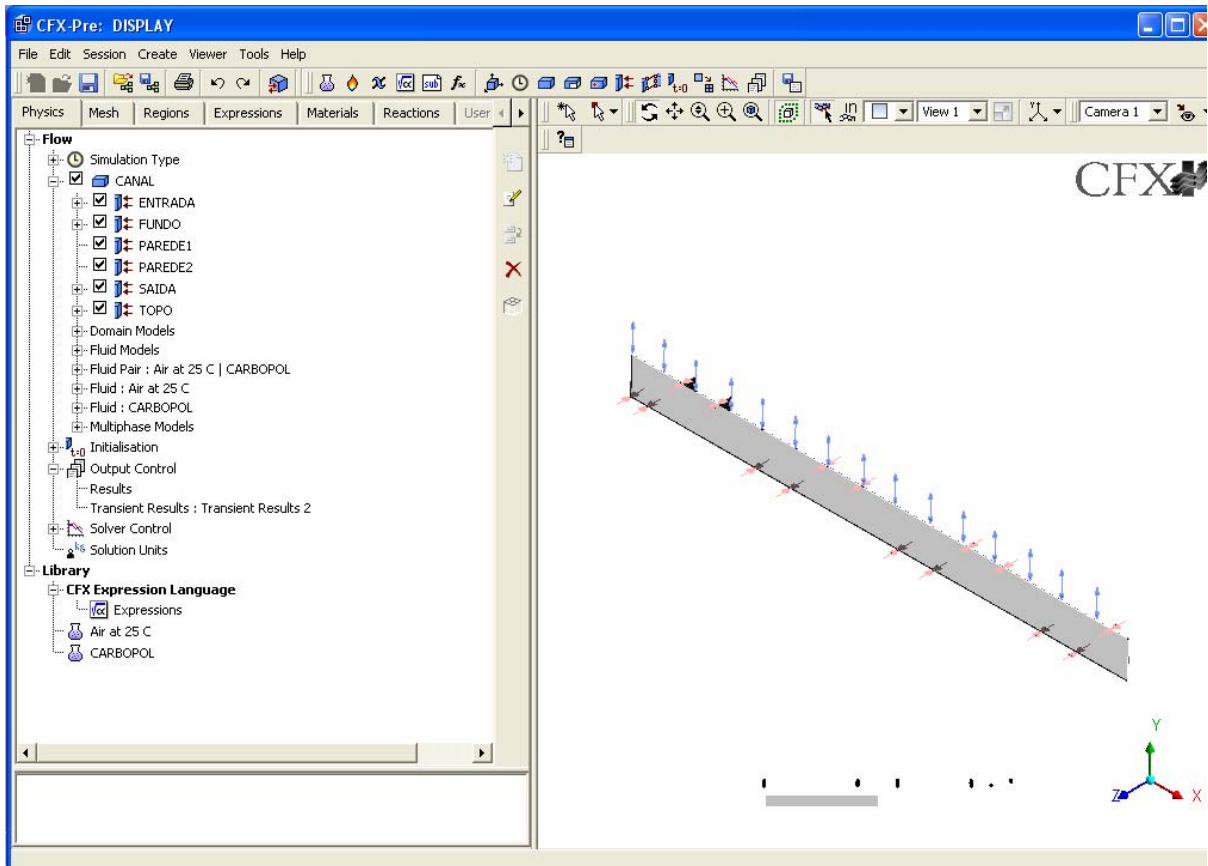 CFX-Pre: DISPLAY
File Edit Session Create Viewer Tools Help
Physics Mesh Regions Expressions Materials Reactions User
View 1 Camera 1
Flow
Simulation Type
CANAL
ENTRADA
FUNDO
PAREDE1
PAREDE2
SAIDA
TOPO
Domain Models
Fluid Models
Fluid Pair : Air at 25 C | CARBOPOL
Fluid : Air at 25 C
Fluid : CARBOPOL
Multiphase Models
t=0 Initialisation
Output Control
Results
Transient Results : Transient Results 2
Solver Control
Solution Units
Library
CFX Expression Language
Expressions
Air at 25 C
CARBOPOL
CFX
Y
Z X